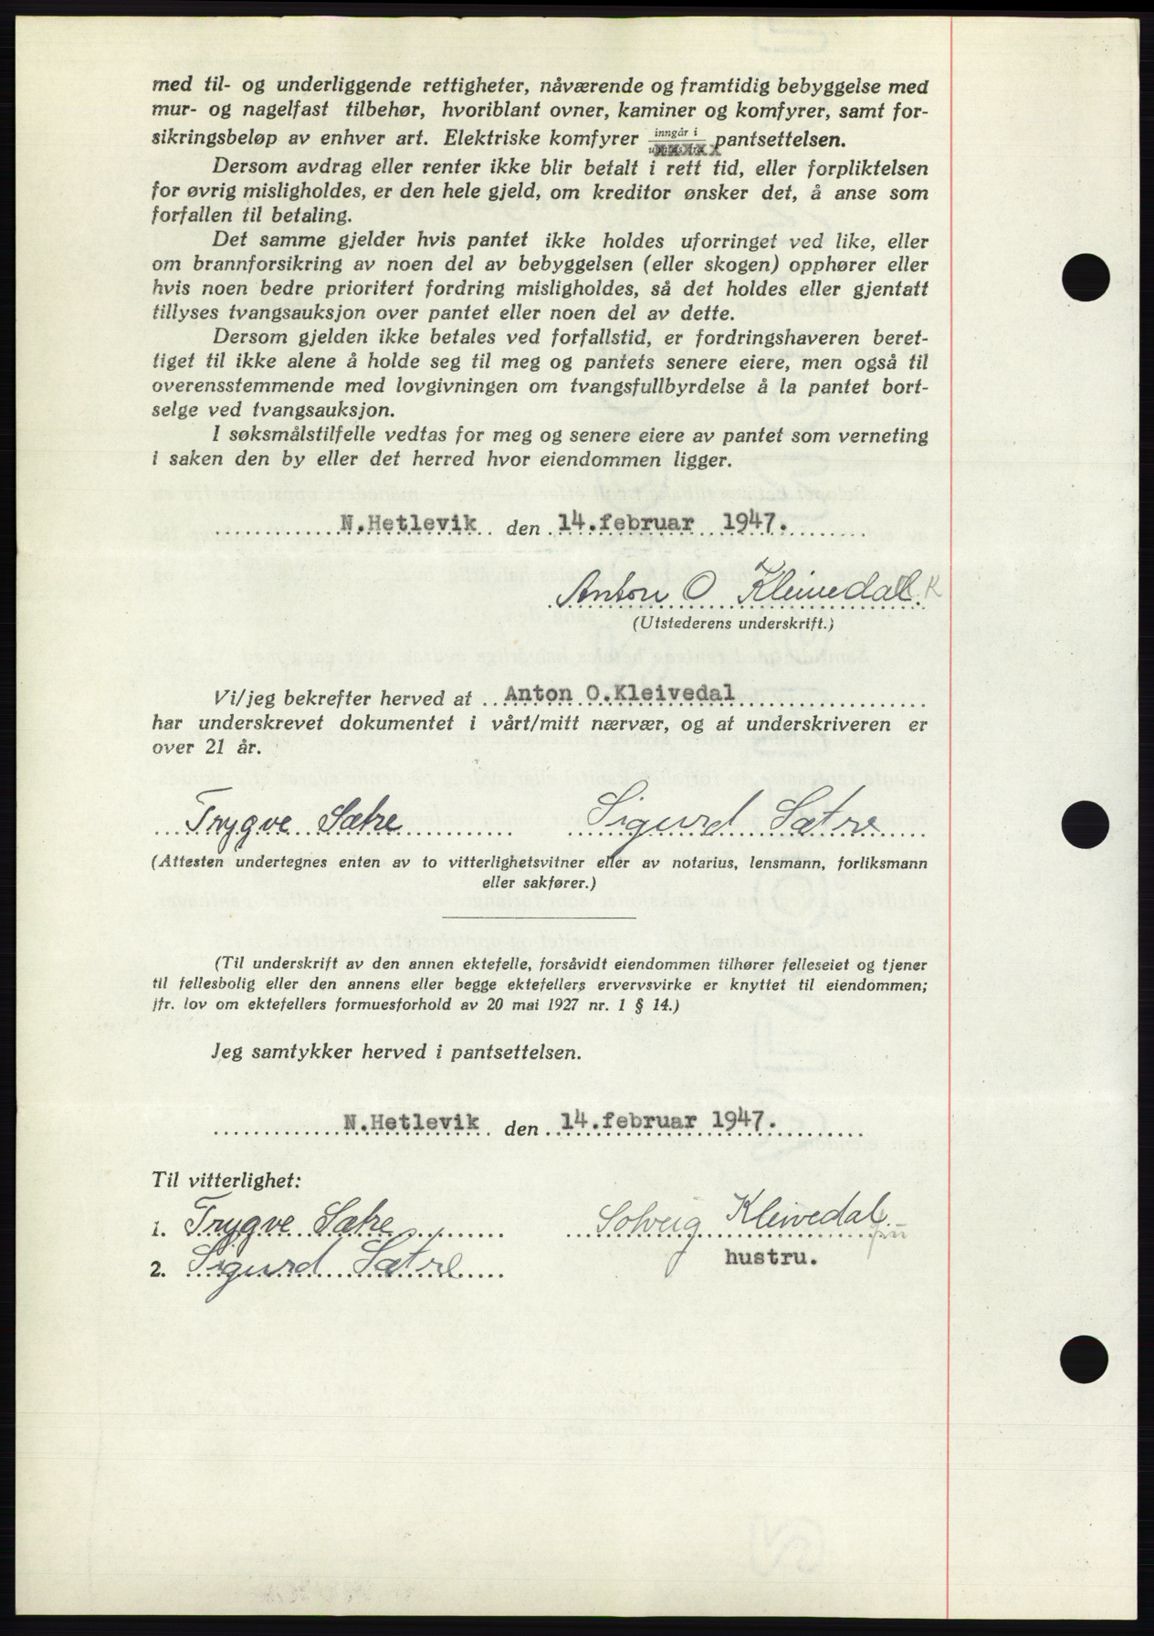 med til- og underliggende rettigheter, nåværende og framtidig bebyggelse med
mur- og nagelfast tilbehør, hvoriblant ovner, kaminer og komfyrer, samt for-
sikringsbeløp av enhver art. Elektriske komfyrer inngår i pantsettelsen.
Dersom avdrag eller renter ikke blir betalt i rett tid, eller forpliktelsen
for øvrig misligholdes, er den hele gjeld, om kreditor ønsker det, å anse som
forfallen til betaling.
Det samme gjelder hvis pantet ikke holdes uforringet ved like, eller
om brannforsikring av noen del av bebyggelsen (eller skogen) opphører eller
hvis noen bedre prioritert fordring misligholdes, så det holdes eller gjentatt
tillyses tvangsauksjon over pantet eller noen del av dette.
Dersom gjelden ikke betales ved forfallstid, er fordringshaveren beret-
tiget til ikke alene å holde seg til meg og pantets senere eiere, men også til
overensstemmende med lovgivningen om tvangsfullbyrdelse å la pantet bort-
selge ved tvangsauksjon.
I søksmålstilfelle vedtas for meg og senere eiere av pantet som verneting
i saken den by eller det herred hvor eiendommen ligger.
N.Hetlevik den 14.februar 1947.
Anton O Kleivedal. K
(Utstederens underskrift.)
Vi/jeg bekrefter herved at Anton O.Kleivedal
har underskrevet dokumentet i vårt/mitt nærvær, og at underskriveren er
over 21 år.
Trygve Sætre Sigurd Sætre
(Attesten undertegnes enten av to vitterlighetsvitner eller av notarius, lensmann, forliksmann
eller sakfører.)
(Til underskrift av den annen ektefelle, forsåvidt eiendommen tilhører felleseiet og tjener
til fellesbolig eller den annens eller begge ektefellers ervervsvirke er knyttet til eiendommen;
jfr. lov om ektefellers formuesforhold av 20 mai 1927 nr. 1 § 14.)
Jeg samtykker herved i pantsettelsen.
N.Hetlevik den 14.februar 1947.
Til vitterlighet:
1. Trygve Sætre Solveig Kleivedal.
fru
2. Sigurd Sætre hustru.